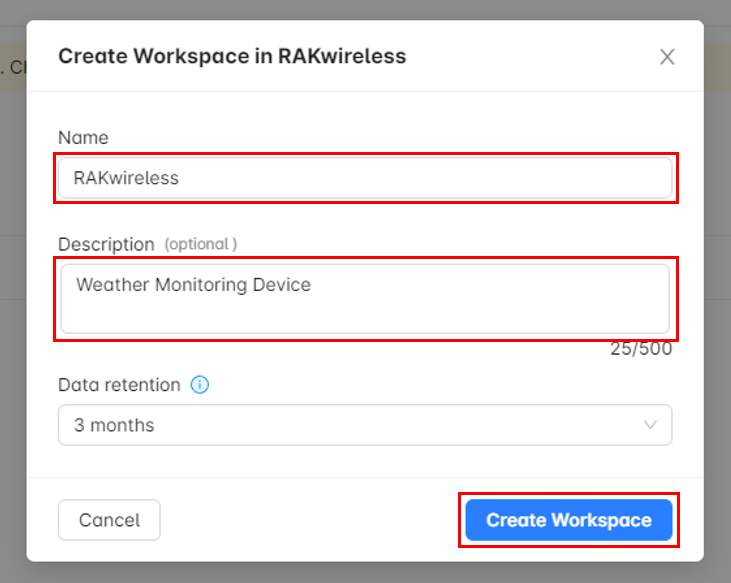 . Cl
Create Workspace in RAKwireless
Name
RAKwireless
Description (optional )
Weather Monitoring Device
25/500
Data retention
3 months
Cancel
Create Workspace